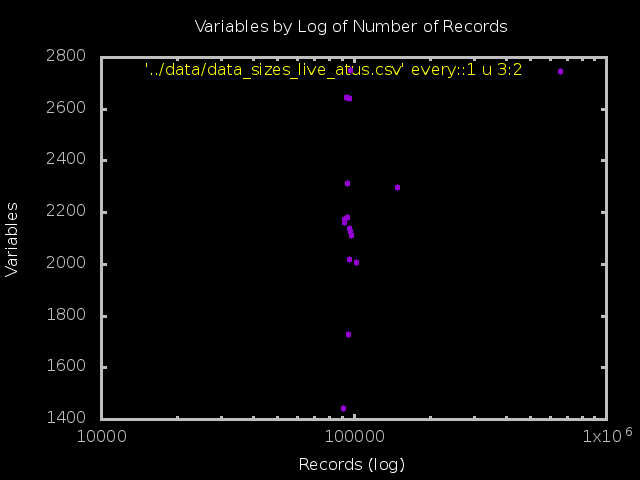 Variables by Log of Number of Records
2800
'../data/data_sizes_live_atus.csv' every::1 u 3:2
2600
2400
2200
Variables
2000
1800
1600
1400
10000
100000
1x10^6
Records (log)